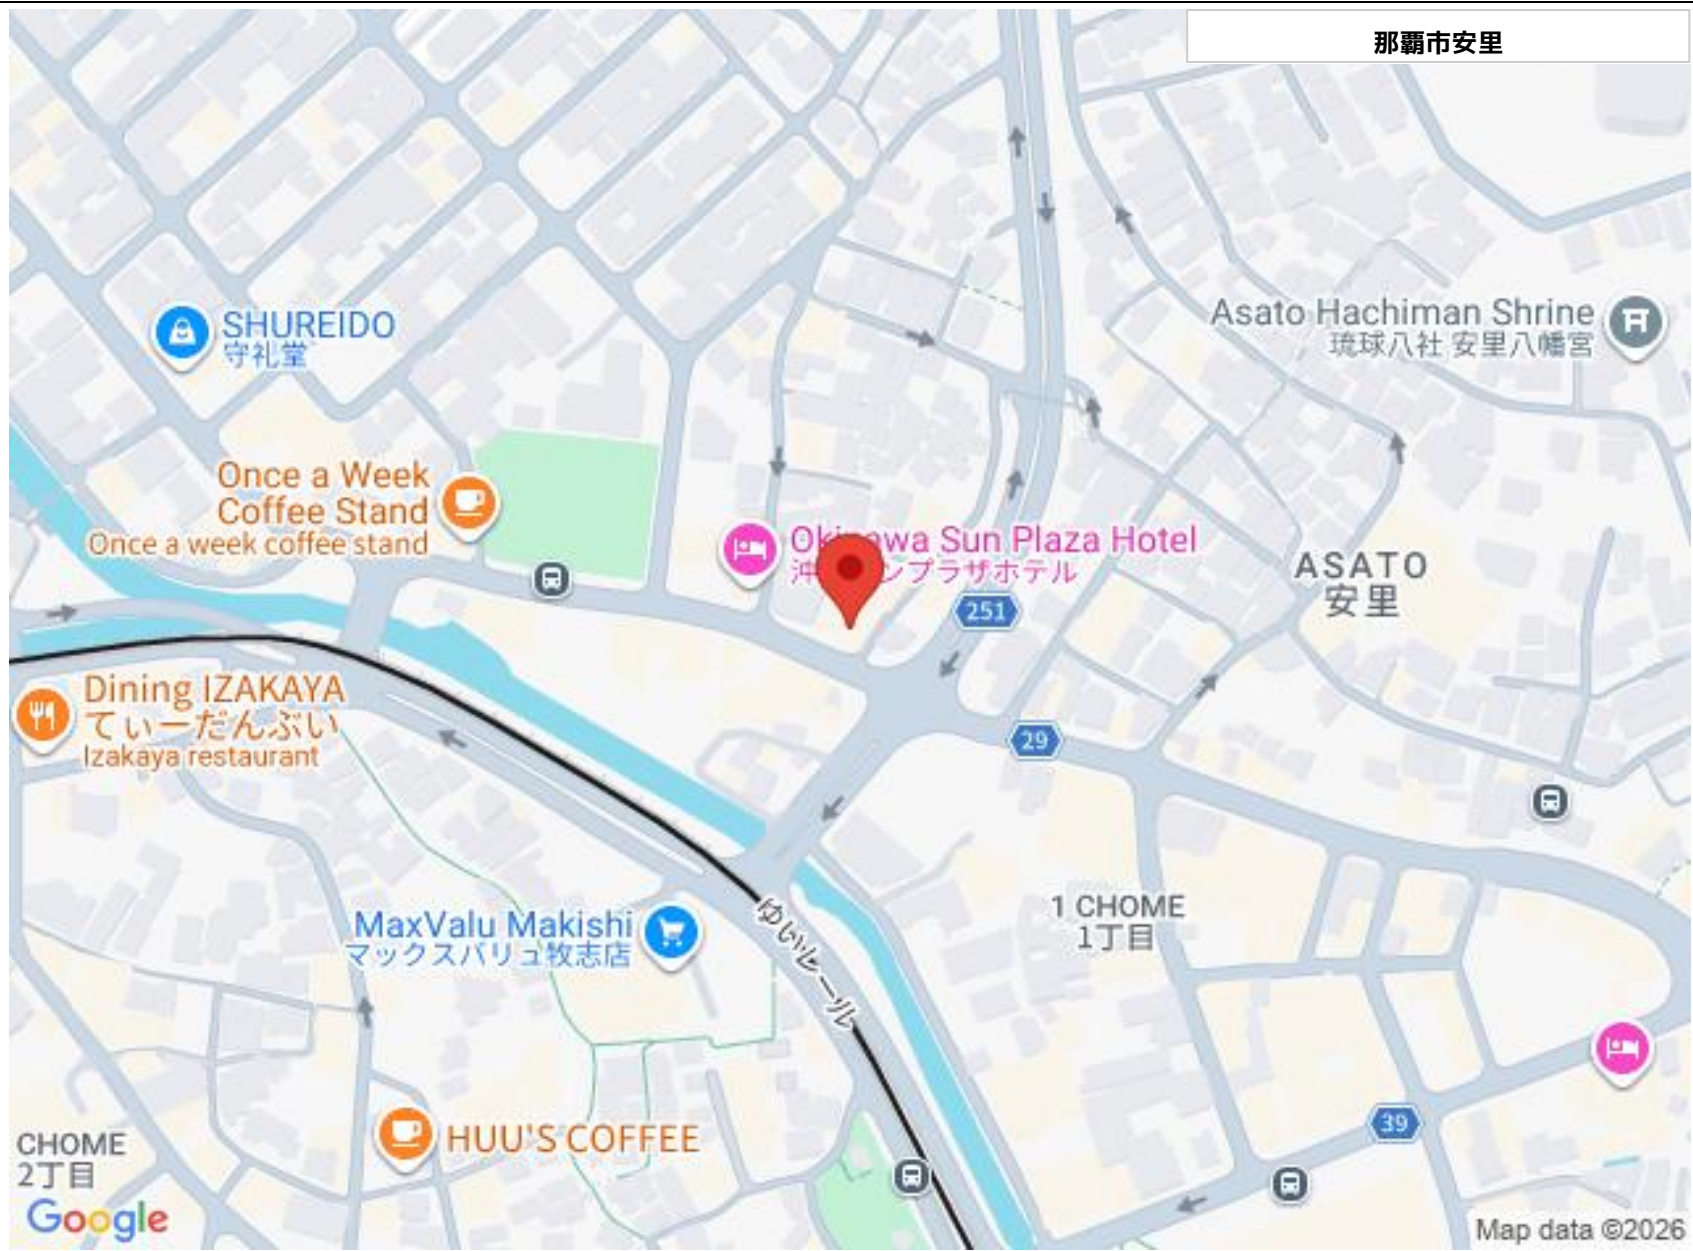 那覇市安里
Asato Hachiman Shrine
琉球八社 安里八幡宮
SHUREIDO
守礼堂
Once a Week
Coffee Stand
Once a week coffee stand
Okinawa Sun Plaza Hotel
ンプラザホテル
251
ASATO
安里
Dining IZAKAYA
てぃーだんぶい
Izakaya restaurant
29
MaxValu Makishi
マックスバリュ牧志店
ゆいレール
1 CHOME
1丁目
39
HUU'S COFFEE
CHOME
2丁目
Google
Map data ©2026